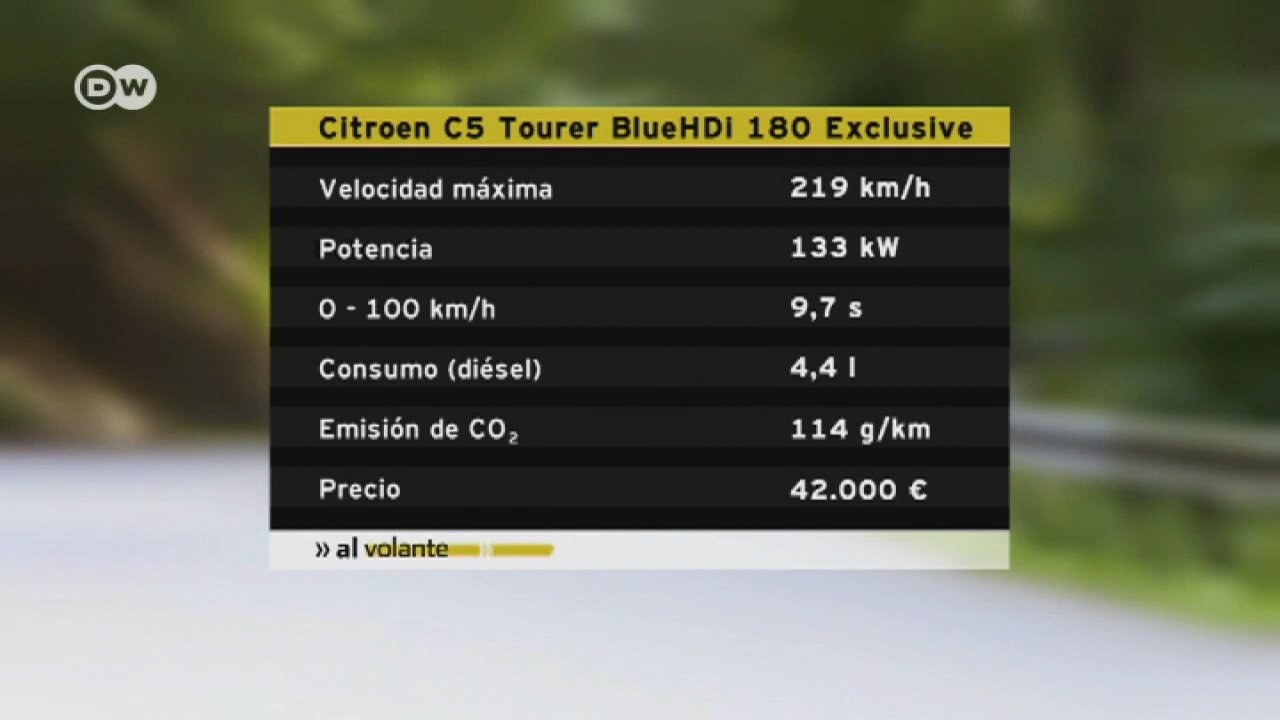 DW
Citroen C5 Tourer BlueHDi 180 Exclusive
Velocidad máxima 219 km/h
Potencia 133 kW
0 - 100 km/h 9,7 s
Consumo (diésel) 4,4 l
Emisión de CO₂ 114 g/km
Precio 42.000 €
» al volante